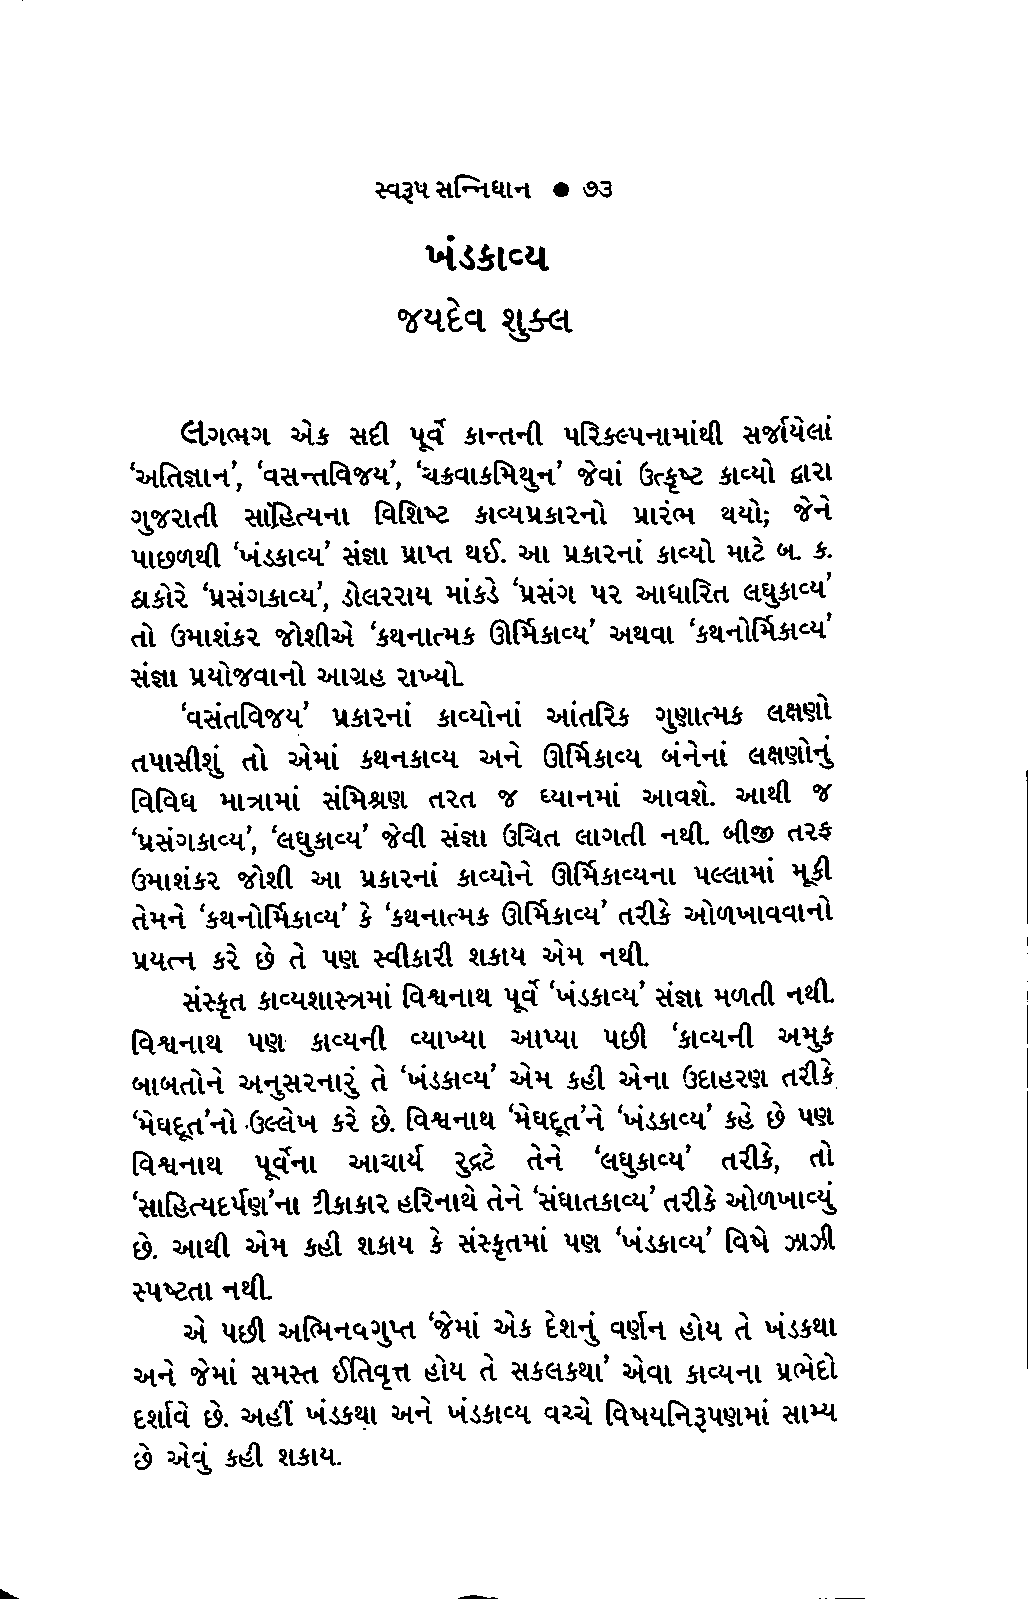 સ્વરૂપ સન્નિધાન ● ૭૩
ખંડકાવ્ય
જયદેવ શુક્લ
લગભગ એક સદી પૂર્વે કાન્તની પરિકલ્પનામાંથી સર્જાયેલાં
‘અતિજ્ઞાન’, ‘વસન્તવિજય’, ‘ચક્રવાકમિથુન’ જેવાં ઉત્કૃષ્ટ કાવ્યો દ્વારા
ગુજરાતી સાહિત્યના વિશિષ્ટ કાવ્યપ્રકારનો પ્રારંભ થયો; જેને
પાછળથી ‘ખંડકાવ્ય’ સંજ્ઞા પ્રાપ્ત થઈ. આ પ્રકારનાં કાવ્યો માટે બ. ક.
ઠાકોરે ‘પ્રસંગકાવ્ય’, ડોલરરાય માંકડે ‘પ્રસંગ પર આધારિત લઘુકાવ્ય’
તો ઉમાશંકર જોશીએ ‘કથનાત્મક ઊર્મિકાવ્ય’ અથવા ‘કથનોર્મિકાવ્ય’
સંજ્ઞા પ્રયોજવાનો આગ્રહ રાખ્યો.
‘વસંતવિજય’ પ્રકારનાં કાવ્યોનાં આંતરિક ગુણાત્મક લક્ષણો
તપાસીશું તો એમાં કથનકાવ્ય અને ઊર્મિકાવ્ય બંનેનાં લક્ષણોનું
વિવિધ માત્રામાં સંમિશ્રણ તરત જ ધ્યાનમાં આવશે. આથી જ
‘પ્રસંગકાવ્ય’, ‘લઘુકાવ્ય’ જેવી સંજ્ઞા ઉચિત લાગતી નથી. બીજી તરફ
ઉમાશંકર જોશી આ પ્રકારનાં કાવ્યોને ઊર્મિકાવ્યના પલ્લામાં મૂકી
તેમને ‘કથનોર્મિકાવ્ય’ કે ‘કથનાત્મક ઊર્મિકાવ્ય’ તરીકે ઓળખાવવાનો
પ્રયત્ન કરે છે તે પણ સ્વીકારી શકાય એમ નથી.
સંસ્કૃત કાવ્યશાસ્ત્રમાં વિશ્વનાથ પૂર્વે ‘ખંડકાવ્ય’ સંજ્ઞા મળતી નથી.
વિશ્વનાથ પણ કાવ્યની વ્યાખ્યા આપ્યા પછી ‘કાવ્યની અમુક
બાબતોને અનુસરનારું તે ‘ખંડકાવ્ય’ એમ કહી એના ઉદાહરણ તરીકે
‘મેઘદૂત’નો ઉલ્લેખ કરે છે. વિશ્વનાથ ‘મેઘદૂત’ને ‘ખંડકાવ્ય’ કહે છે પણ
વિશ્વનાથ પૂર્વેના આચાર્ય રુદ્રટે તેને ‘લઘુકાવ્ય’ તરીકે, તો
‘સાહિત્યદર્પણ’ના ટીકાકાર હરિનાથે તેને ‘સંઘાતકાવ્ય’ તરીકે ઓળખાવ્યું
છે. આથી એમ કહી શકાય કે સંસ્કૃતમાં પણ ‘ખંડકાવ્ય’ વિષે ઝાઝી
સ્પષ્ટતા નથી.
એ પછી અભિનવગુપ્ત ‘જેમાં એક દેશનું વર્ણન હોય તે ખંડકથા
અને જેમાં સમસ્ત ઈતિવૃત્ત હોય તે સકલકથા’ એવા કાવ્યના પ્રભેદો
દર્શાવે છે. અહીં ખંડકથા અને ખંડકાવ્ય વચ્ચે વિષયનિરૂપણમાં સામ્ય
છે એવું કહી શકાય.